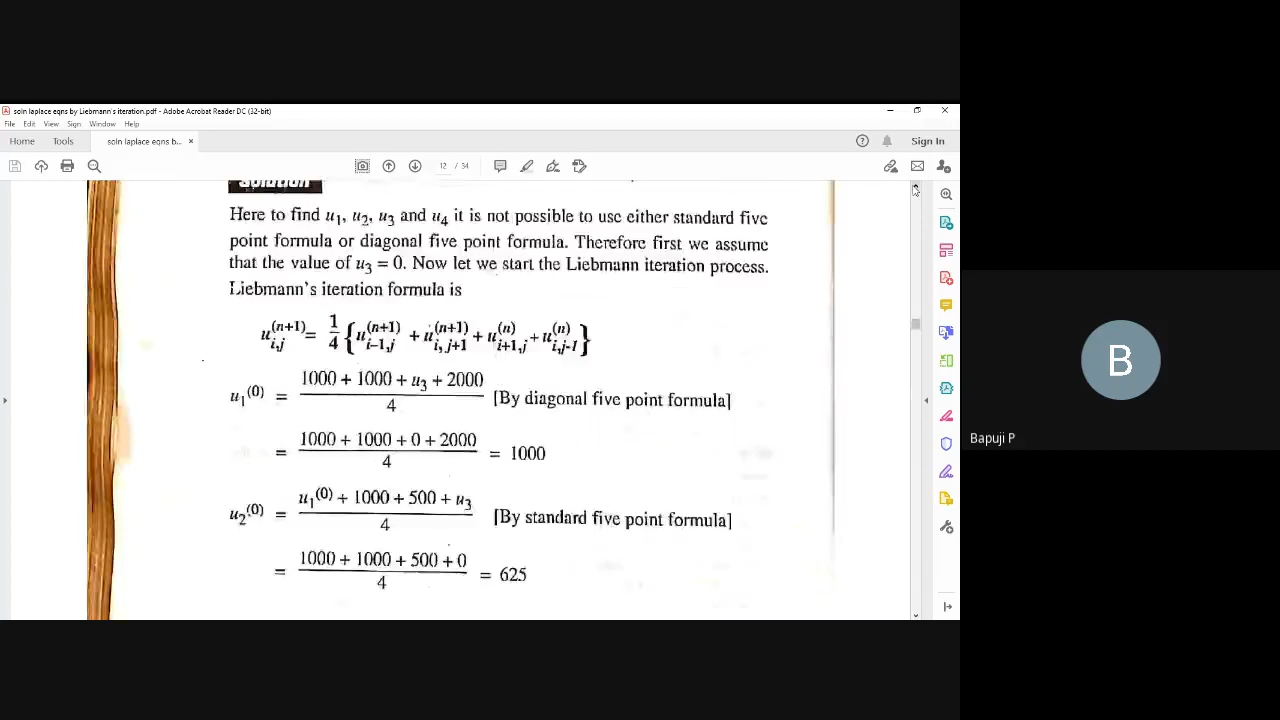 soln laplace eqns by Liebmann's iteration.pdf - Adobe Acrobat Reader DC (32-bit)
File Edit View Sign Window Help
Home Tools soln laplace eqns b... × Sign In
12 / 34
Solution
Here to find u₁, u₂, u₃ and u₄ it is not possible to use either standard five
point formula or diagonal five point formula. Therefore first we assume
that the value of u₃ = 0. Now let we start the Liebmann iteration process.
Liebmann's iteration formula is
u_{i,j}^{(n+1)} = 1/4 { u_{i-1,j}^{(n+1)} + u_{i,j+1}^{(n+1)} + u_{i+1,j}^{(n)} + u_{i,j-1}^{(n)} }
u₁⁽⁰⁾ = (1000 + 1000 + u₃ + 2000) / 4 [By diagonal five point formula]
= (1000 + 1000 + 0 + 2000) / 4 = 1000
u₂⁽⁰⁾ = (u₁⁽⁰⁾ + 1000 + 500 + u₃) / 4 [By standard five point formula]
= (1000 + 1000 + 500 + 0) / 4 = 625
B
Bapuji P